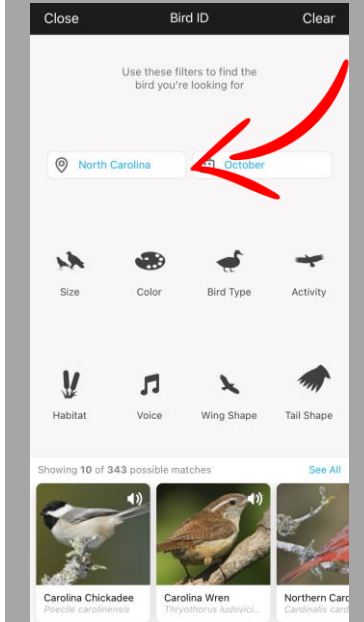 Close Bird ID Clear
Use these filters to find the
bird you're looking for
North Carolina October
Size Color Bird Type Activity
Habitat Voice Wing Shape Tail Shape
Showing 10 of 343 possible matches See All
Carolina Chickadee Carolina Wren Northern Card
Poecile carolinensis Thryothorus ludovici... Cardinalis card